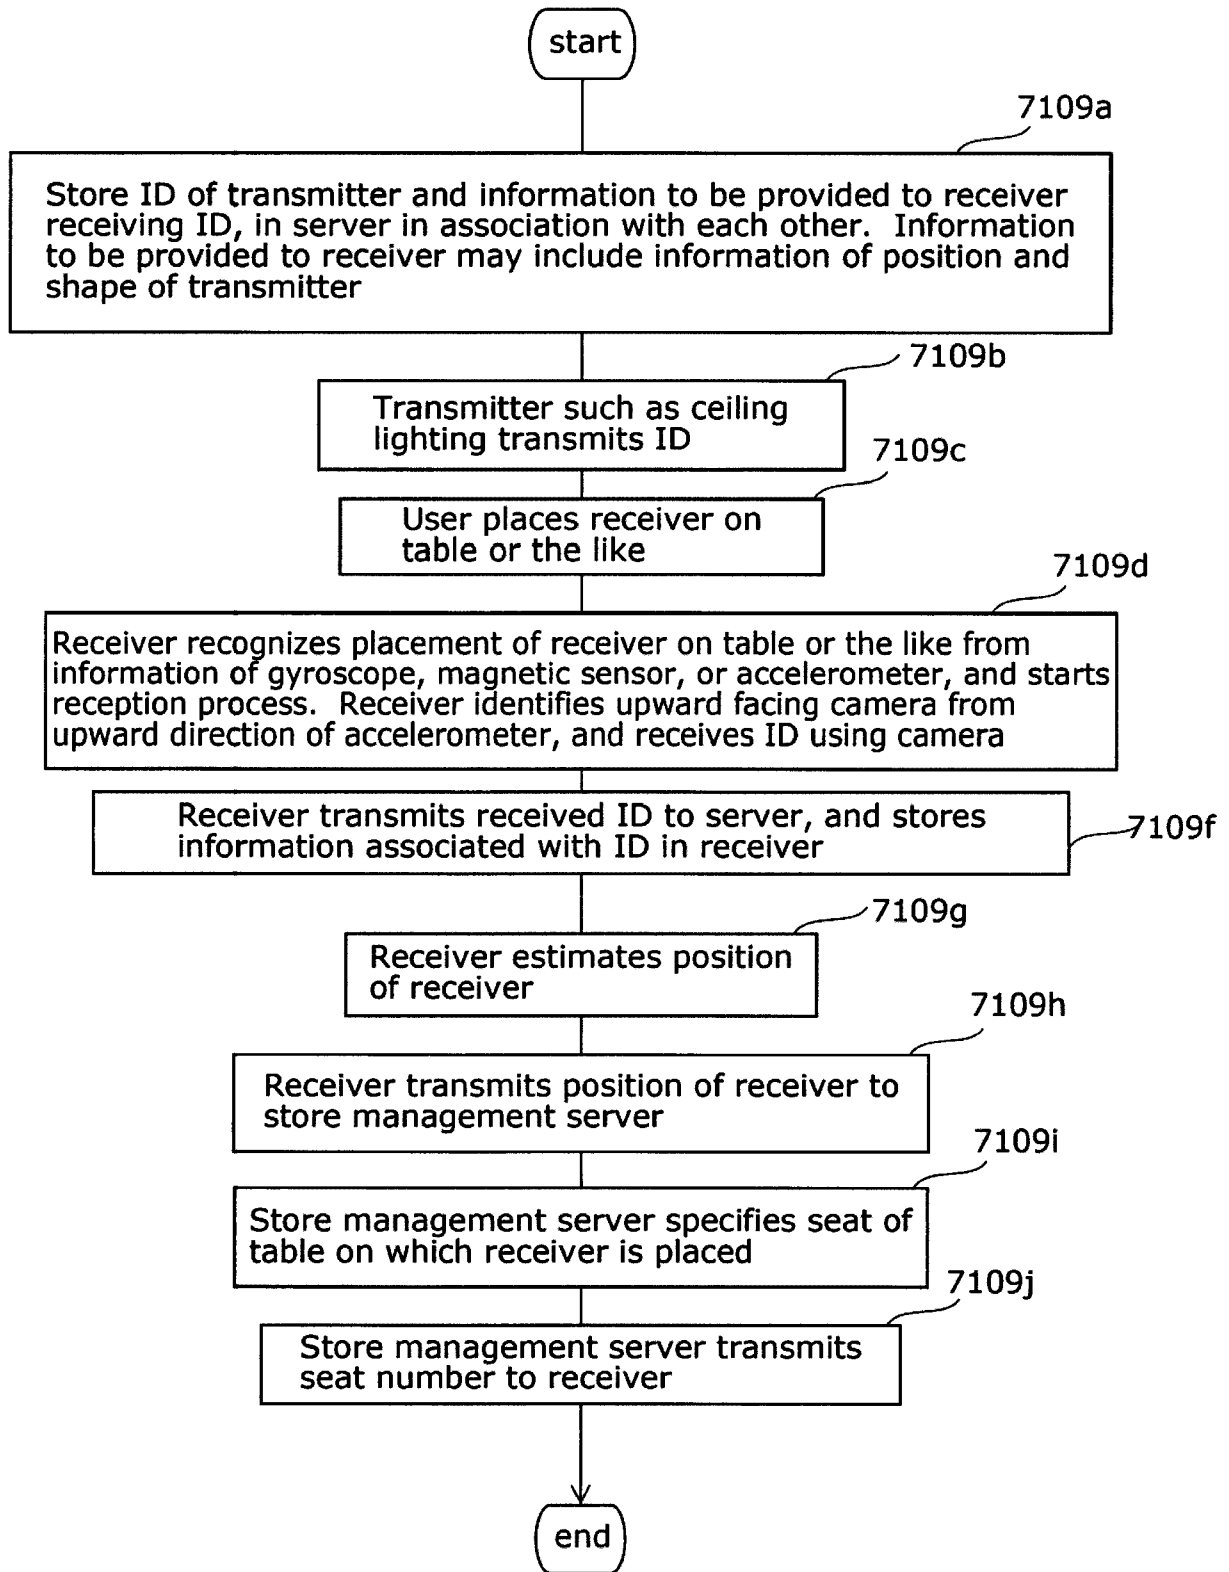 start
7109a
Store ID of transmitter and information to be provided to receiver
receiving ID, in server in association with each other.  Information
to be provided to receiver may include information of position and
shape of transmitter
7109b
Transmitter such as ceiling
lighting transmits ID
7109c
User places receiver on
table or the like
7109d
Receiver recognizes placement of receiver on table or the like from
information of gyroscope, magnetic sensor, or accelerometer, and starts
reception process.  Receiver identifies upward facing camera from
upward direction of accelerometer, and receives ID using camera
Receiver transmits received ID to server, and stores
information associated with ID in receiver
7109f
7109g
Receiver estimates position
of receiver
7109h
Receiver transmits position of receiver to
store management server
7109i
Store management server specifies seat of
table on which receiver is placed
7109j
Store management server transmits
seat number to receiver
end